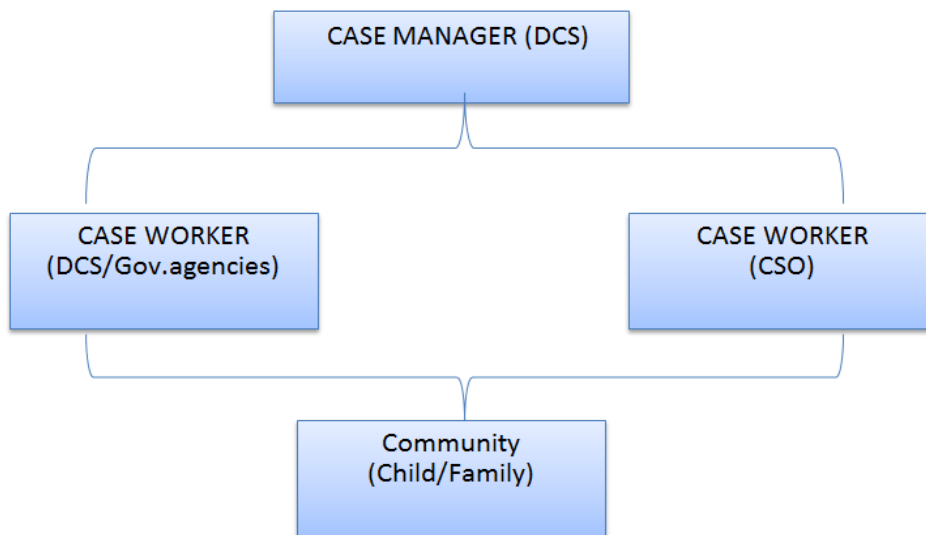 CASE MANAGER (DCS)
CASE WORKER
(DCS/Gov.agencies)
CASE WORKER
(CSO)
Community
(Child/Family)